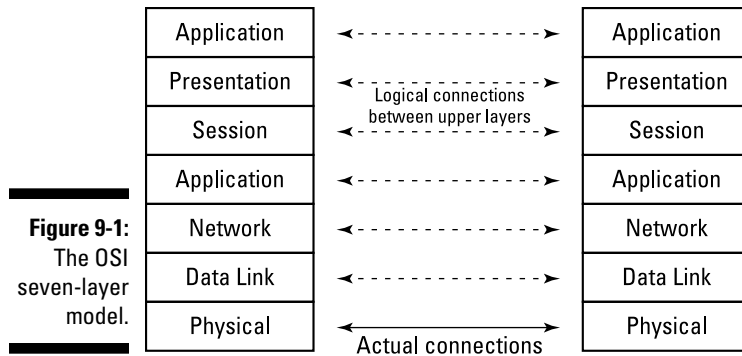 Application
Application
Presentation
Presentation
Logical connections
between upper layers
Session
Session
Application
Application
Figure 9-1:
The OSI
seven-layer
model.
Network
Network
Data Link
Data Link
Physical
Physical
Actual connections